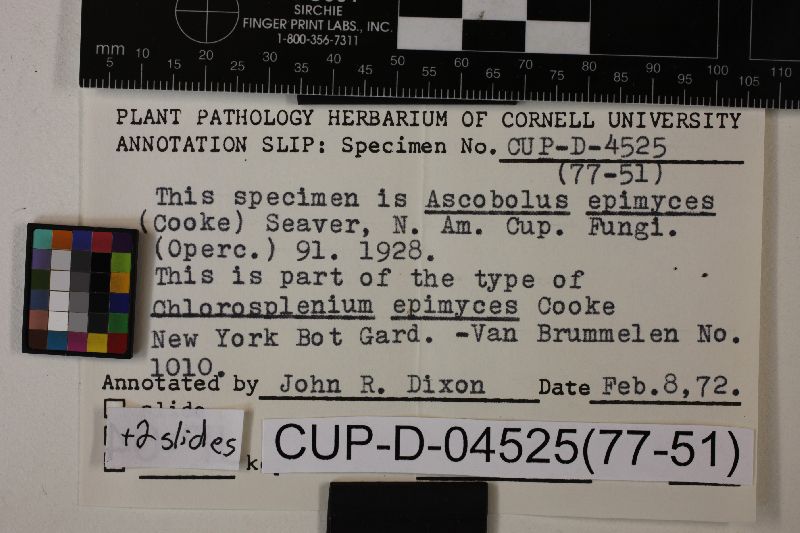 SIRCHIE
FINGER PRINT LABS., INC.
1-800-356-7311
mm
5 10 15 20 25 30 35 40 45 50 55 60 65 70 75 80 85 90 95 100 105 110
PLANT PATHOLOGY HERBARIUM OF CORNELL UNIVERSITY
ANNOTATION SLIP: Specimen No. CUP-D-4525
(77-51)
This specimen is Ascobolus epimyces
(Cooke) Seaver, N. Am. Cup. Fungi.
(Operc.) 91. 1928.
This is part of the type of
Chlorosplenium epimyces Cooke
New York Bot Gard. -Van Brummelen No.
1010.
Annotated by John R. Dixon Date Feb.8,72.
slide
+2 slides
CUP-D-04525(77-51)